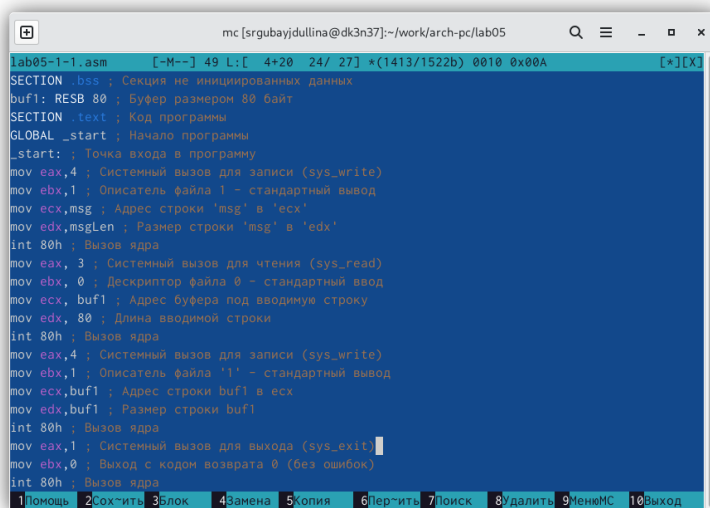 mc [srgubayjdullina@dk3n37]:~/work/arch-pc/lab05
lab05-1-1.asm [-M--] 49 L:[ 4+20 24/ 27] *(1413/1522b) 0010 0x00A [*][X]
SECTION .bss ; Секция не инициированных данных
buf1: RESB 80 ; Буфер размером 80 байт
SECTION .text ; Код программы
GLOBAL _start ; Начало программы
_start: ; Точка входа в программу
mov eax,4 ; Системный вызов для записи (sys_write)
mov ebx,1 ; Описатель файла 1 - стандартный вывод
mov ecx,msg ; Адрес строки 'msg' в 'ecx'
mov edx,msgLen ; Размер строки 'msg' в 'edx'
int 80h ; Вызов ядра
mov eax, 3 ; Системный вызов для чтения (sys_read)
mov ebx, 0 ; Дескриптор файла 0 - стандартный ввод
mov ecx, buf1 ; Адрес буфера под вводимую строку
mov edx, 80 ; Длина вводимой строки
int 80h ; Вызов ядра
mov eax,4 ; Системный вызов для записи (sys_write)
mov ebx,1 ; Описатель файла '1' - стандартный вывод
mov ecx,buf1 ; Адрес строки buf1 в ecx
mov edx,buf1 ; Размер строки buf1
int 80h ; Вызов ядра
mov eax,1 ; Системный вызов для выхода (sys_exit)
mov ebx,0 ; Выход с кодом возврата 0 (без ошибок)
int 80h ; Вызов ядра
1Помощь 2Сох~ить 3Блок 4Замена 5Копия 6Пер~ить 7Поиск 8Удалить 9МенюMC 10Выход